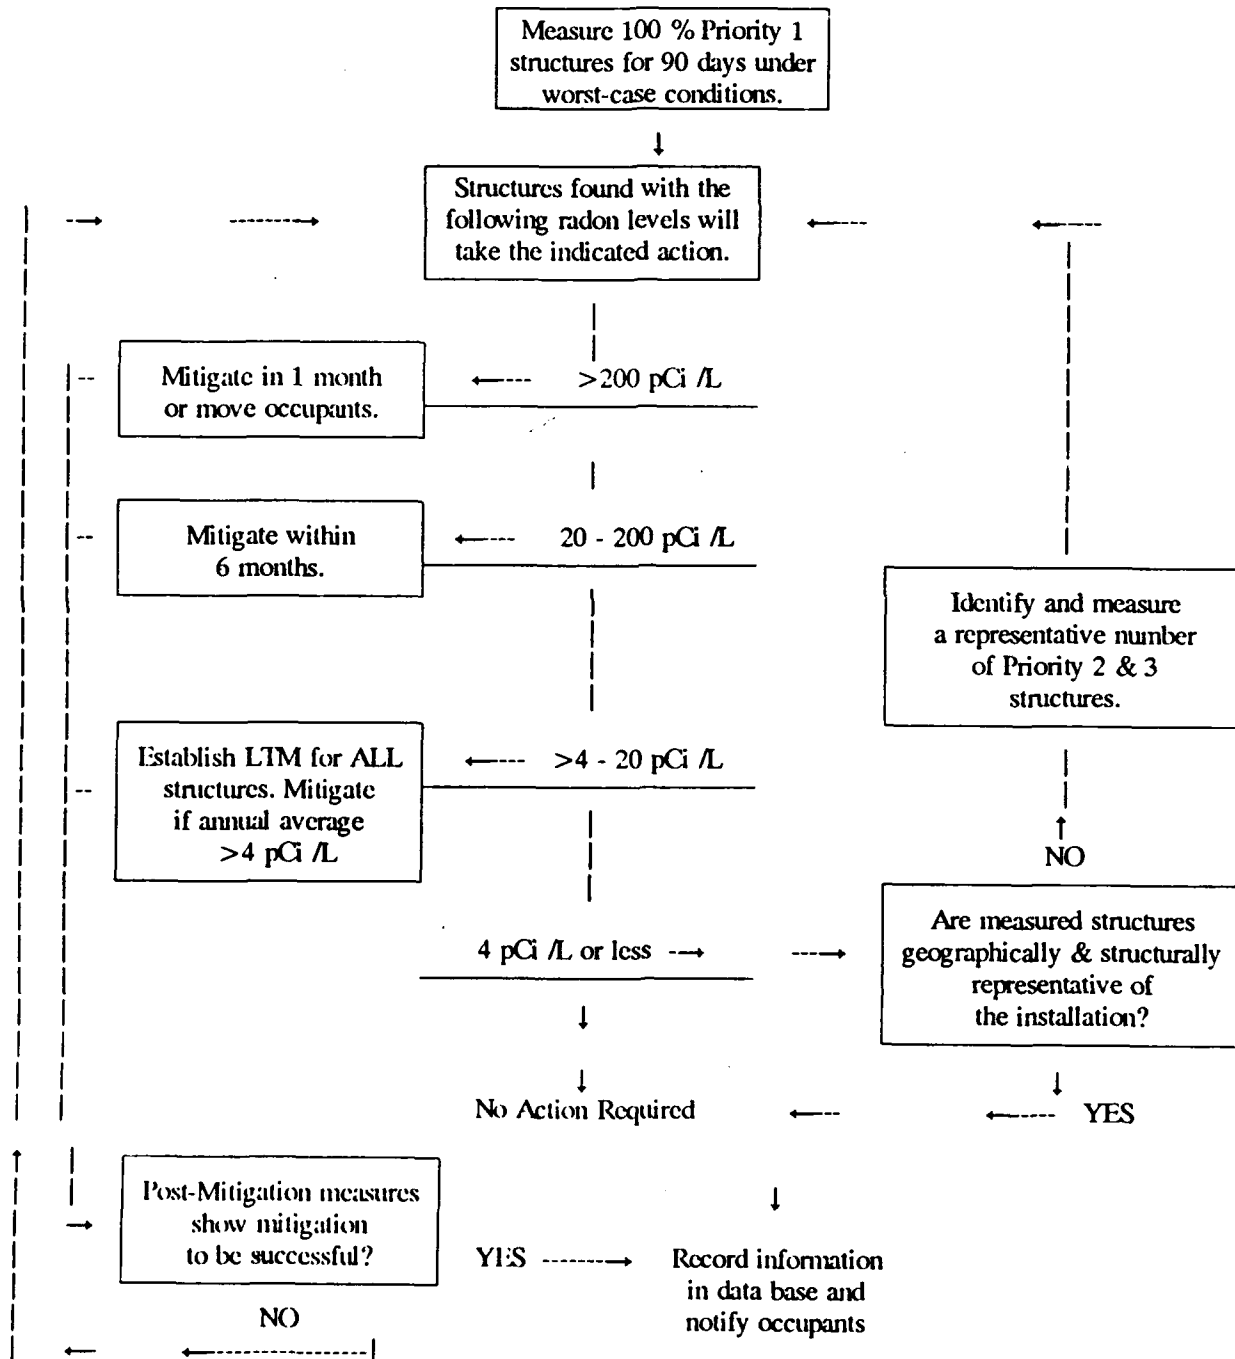 Measure 100 % Priority 1
structures for 90 days under
worst-case conditions.
Structures found with the
following radon levels will
take the indicated action.
Mitigate in 1 month
or move occupants.
>200 pCi /L
Mitigate within
6 months.
20 - 200 pCi /L
Identify and measure
a representative number
of Priority 2 & 3
structures.
Establish LTM for ALL
structures. Mitigate
if annual average
>4 pCi /L
>4 - 20 pCi /L
NO
4 pCi /L or less
Are measured structures
geographically & structurally
representative of
the installation?
No Action Required
YES
Post-Mitigation measures
show mitigation
to be successful?
YES
Record information
in data base and
notify occupants
NO